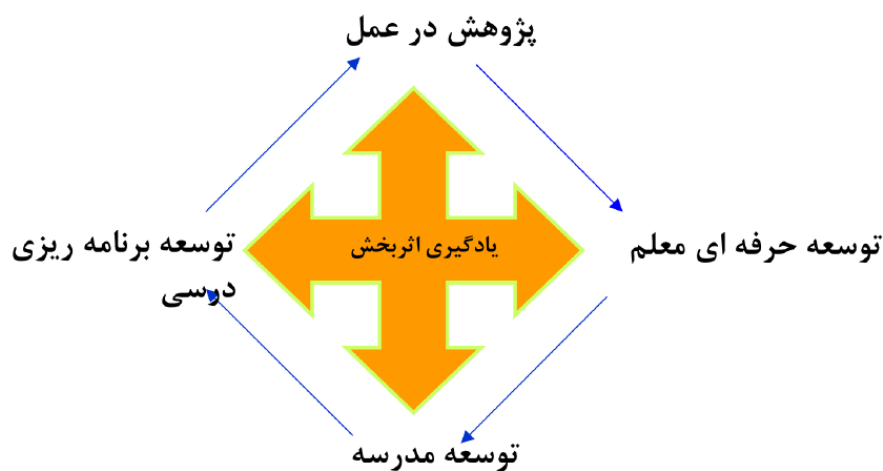 پژوهش در عمل
توسعه حرفه ای معلم
یادگیری اثربخش
توسعه برنامه ریزی
درسی
توسعه مدرسه